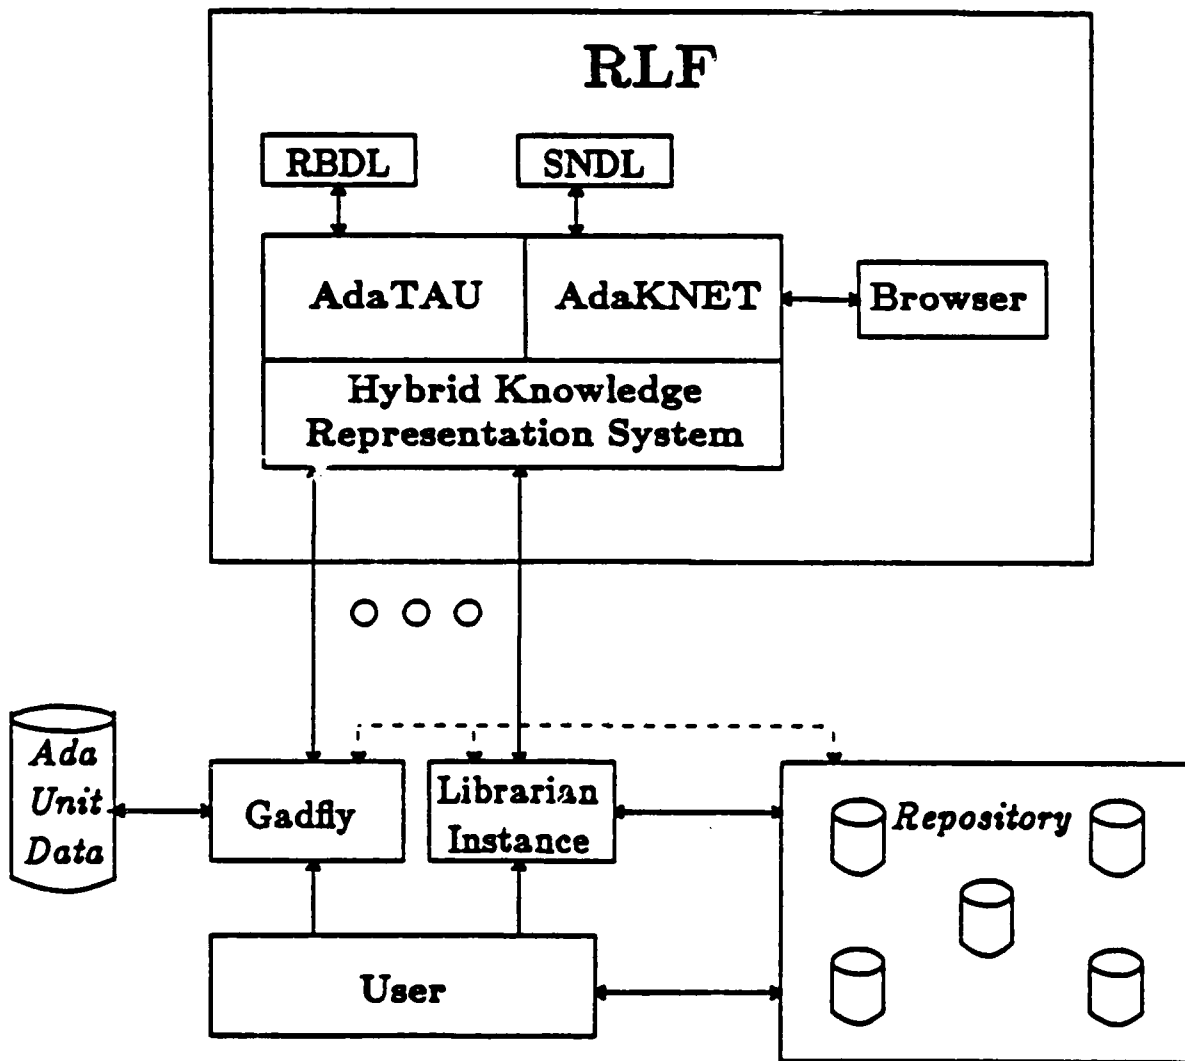 RLF
RBDL
SNDL
AdaTAU
AdaKNET
Browser
Hybrid Knowledge
Representation System
Ada
Unit
Data
Gadfly
Librarian
Instance
Repository
User